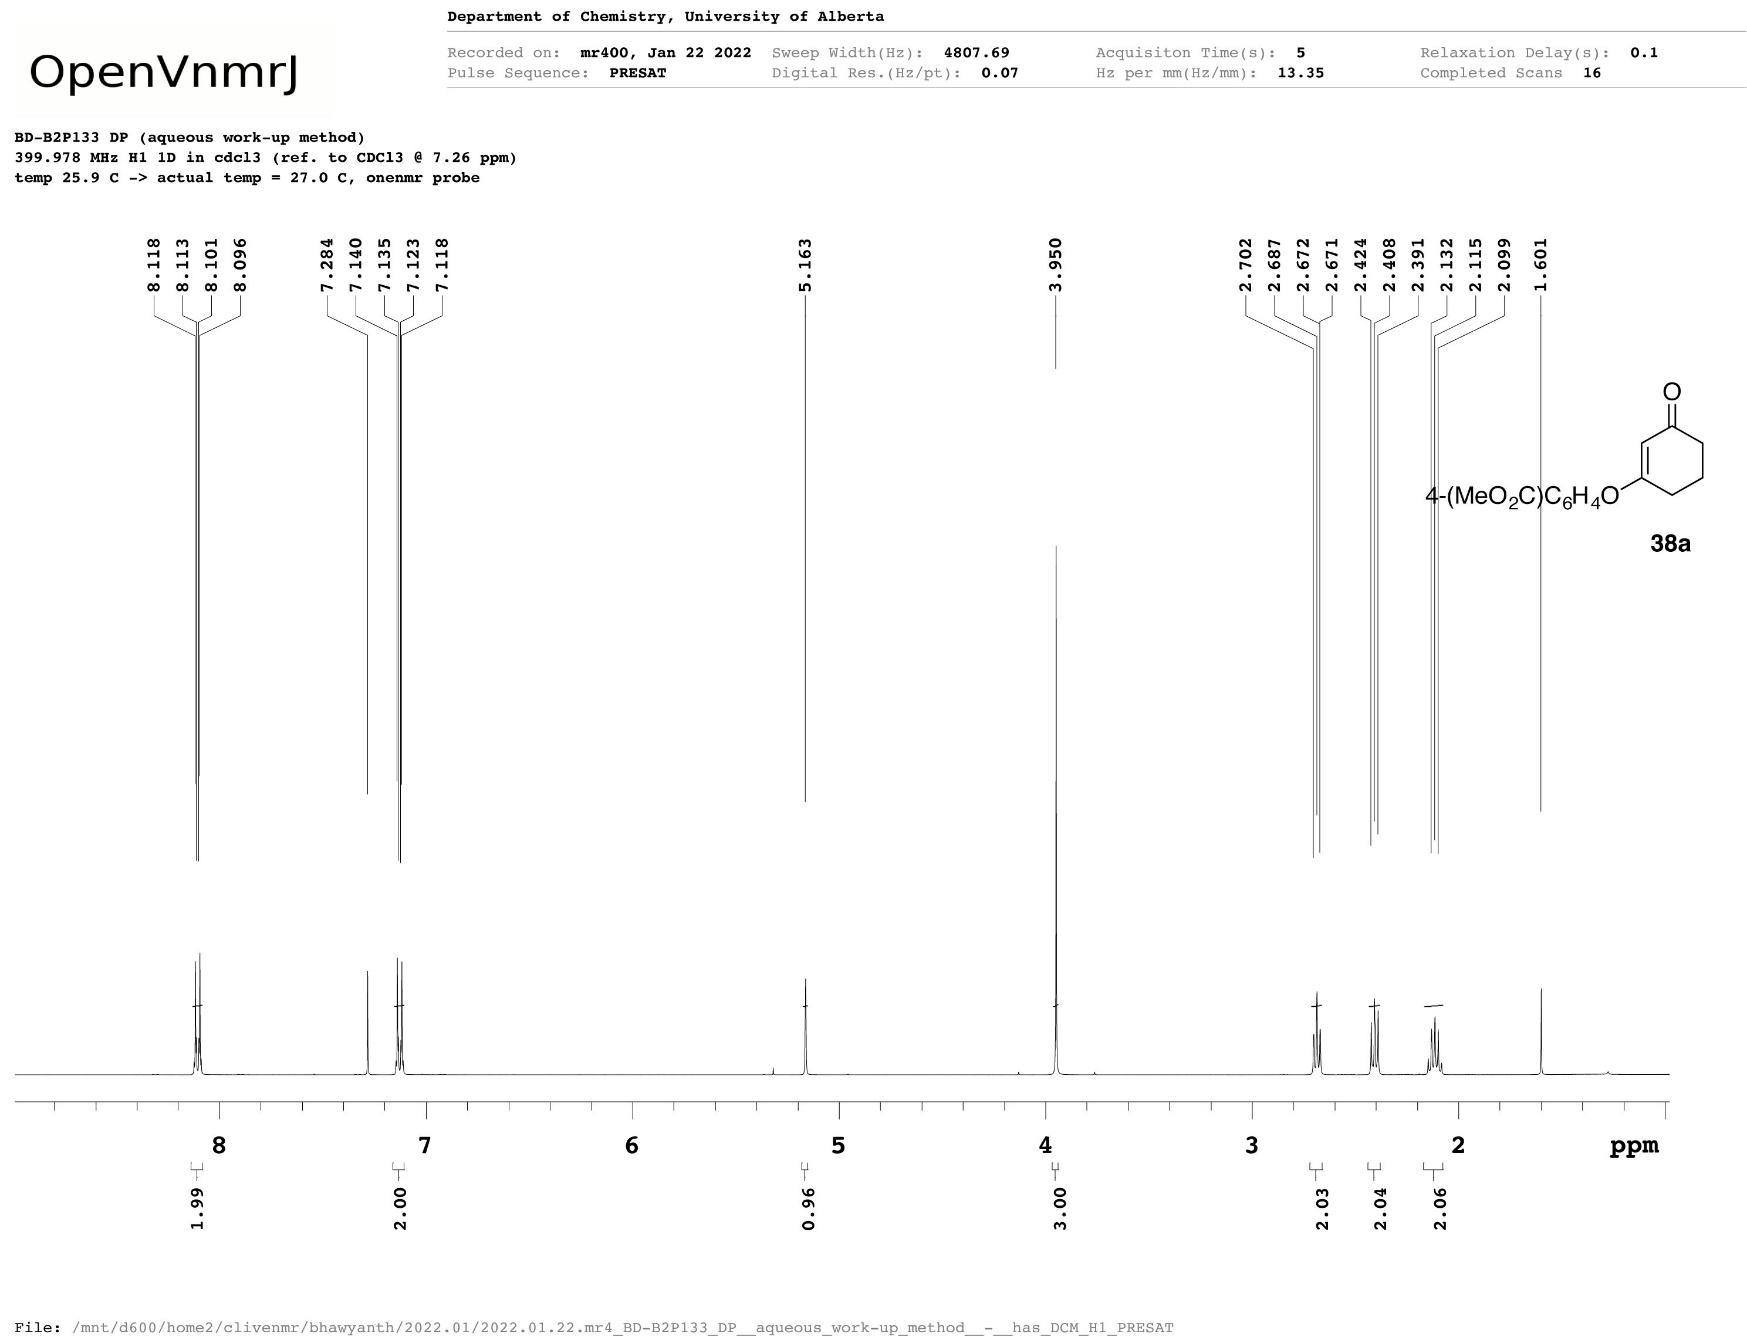 Department of Chemistry, University of Alberta
OpenVnmrJ
Recorded on: mr400, Jan 22 2022 Sweep Width(Hz): 4807.69 Acquisiton Time(s): 5 Relaxation Delay(s): 0.1
Pulse Sequence: PRESAT Digital Res.(Hz/pt): 0.07 Hz per mm(Hz/mm): 13.35 Completed Scans 16
BD-B2P133 DP (aqueous work-up method)
399.978 MHz H1 1D in cdcl3 (ref. to CDCl3 @ 7.26 ppm)
temp 25.9 C -> actual temp = 27.0 C, onenmr probe
8.118 8.113 8.101 8.096 7.284 7.140 7.135 7.123 7.118 5.163 3.950 2.702 2.687 2.672 2.671 2.424 2.408 2.391 2.132 2.115 2.099 1.601
O
4-(MeO2C)C6H4O
38a
8 7 6 5 4 3 2 ppm
1.99 2.00 0.96 3.00 2.03 2.04 2.06
File: /mnt/d600/home2/clivenmr/bhawyanth/2022.01/2022.01.22.mr4_BD-B2P133_DP__aqueous_work-up_method__-__has_DCM_H1_PRESAT